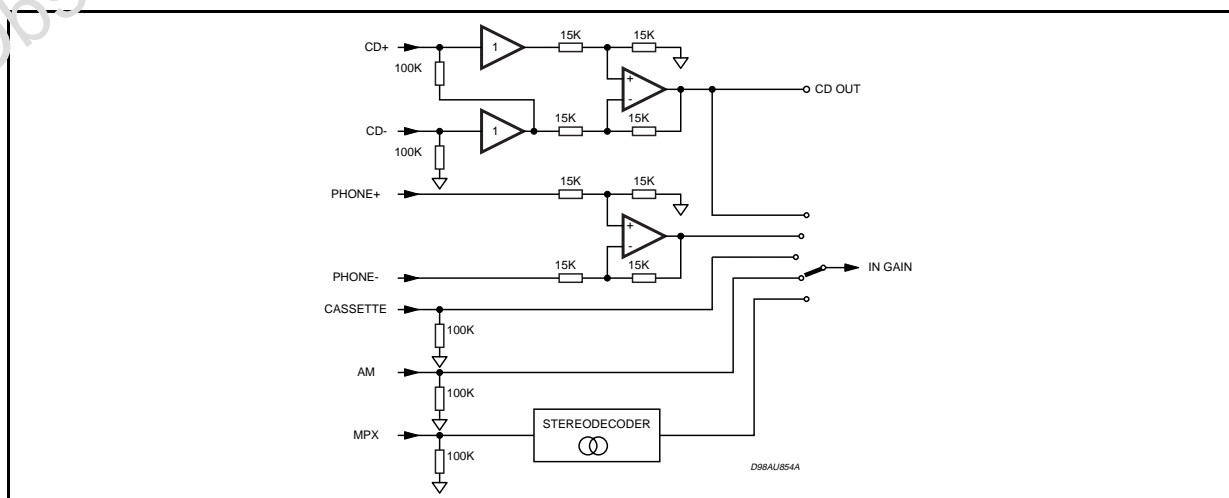 CD+
100K
1
15K
15K
+
-
CD OUT
CD-
100K
1
15K
15K
PHONE+
15K
15K
+
-
PHONE-
15K
15K
IN GAIN
CASSETTE
100K
AM
100K
MPX
100K
STEREODECODER
D98AU854A